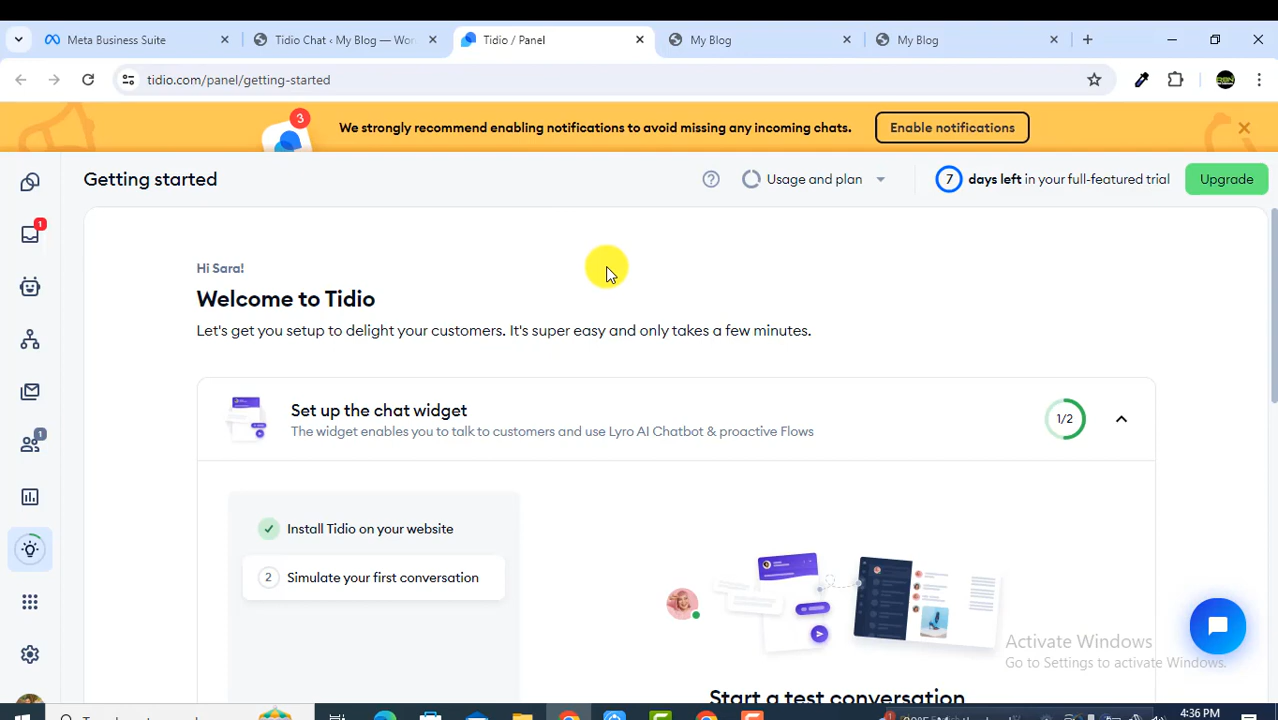 Meta Business Suite
Tidio Chat ‹ My Blog — Wor
Tidio / Panel
My Blog
My Blog
tidio.com/panel/getting-started
3
We strongly recommend enabling notifications to avoid missing any incoming chats.
Enable notifications
Getting started
Usage and plan
7 days left in your full-featured trial
Upgrade
1
Hi Sara!
Welcome to Tidio
Let's get you setup to delight your customers. It's super easy and only takes a few minutes.
Set up the chat widget
The widget enables you to talk to customers and use Lyro AI Chatbot & proactive Flows
1/2
1
Install Tidio on your website
2 Simulate your first conversation
Start a test conversation
Activate Windows
Go to Settings to activate Windows.
4:36 PM